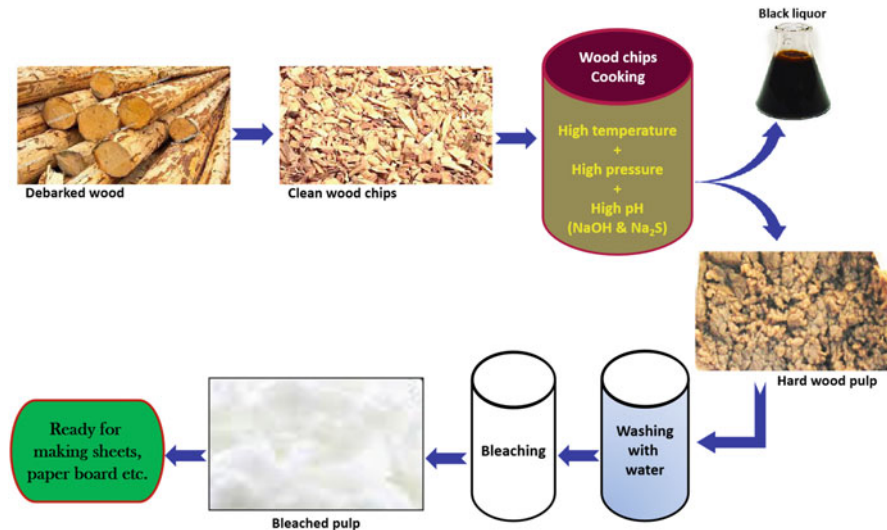 Black liquor
Wood chips
Cooking
High temperature
+
High pressure
+
High pH
(NaOH & Na₂S)
Debarked wood
Clean wood chips
Hard wood pulp
Washing
with
water
Bleaching
Bleached pulp
Ready for
making sheets,
paper board etc.